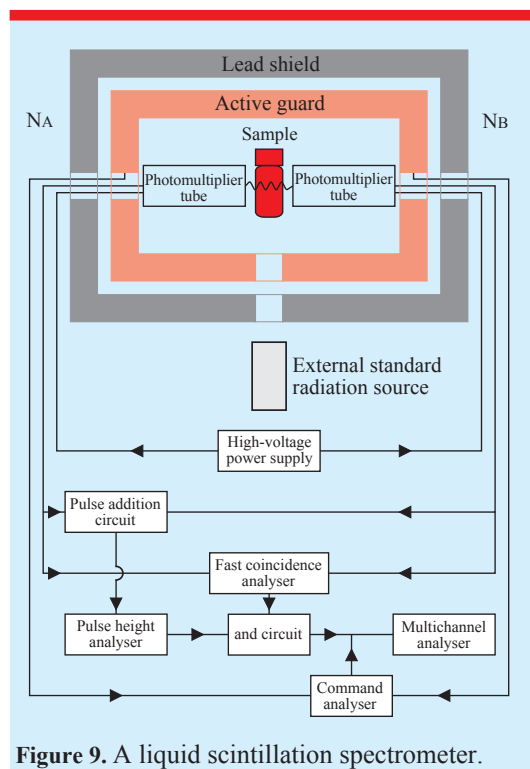 Lead shield
NA
Active guard
NB
Sample
Photomultiplier
tube
Photomultiplier
tube
External standard
radiation source
High-voltage
power supply
Pulse addition
circuit
Fast coincidence
analyser
Pulse height
analyser
and circuit
Multichannel
analyser
Command
analyser
Figure 9. A liquid scintillation spectrometer.